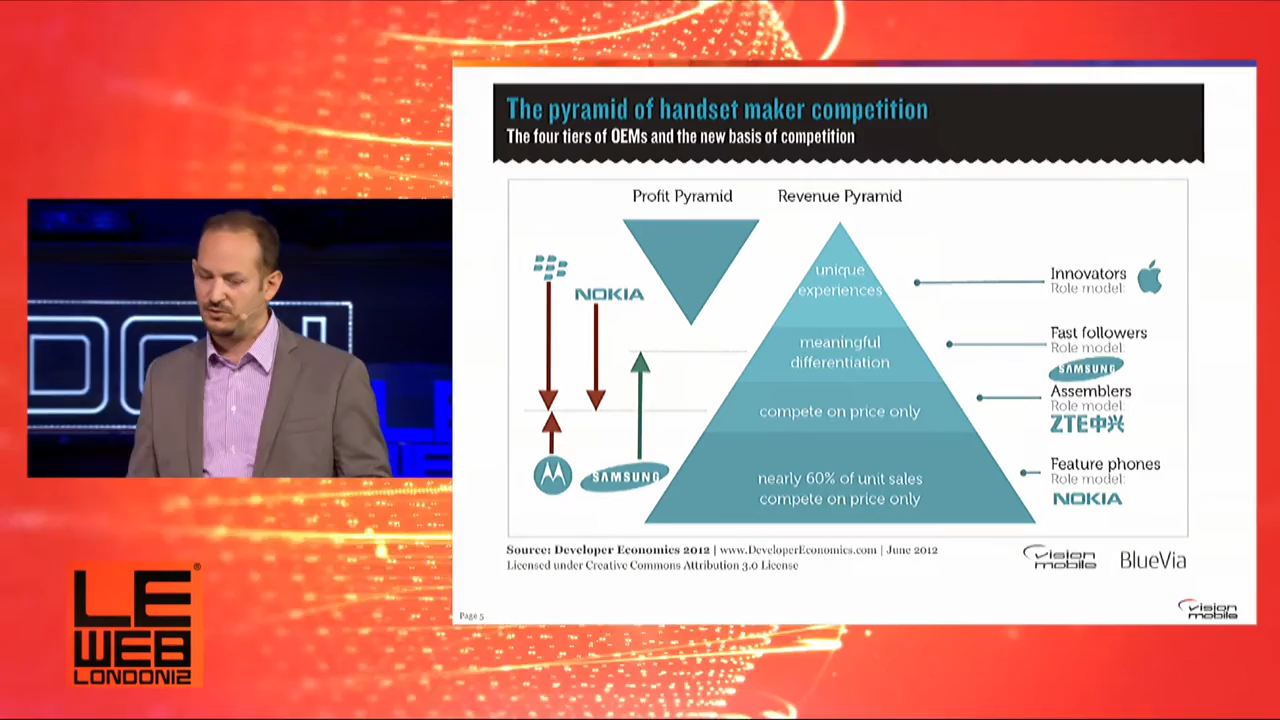 The pyramid of handset maker competition
The four tiers of OEMs and the new basis of competition
Profit Pyramid
Revenue Pyramid
NOKIA
unique
experiences
meaningful
differentiation
compete on price only
nearly 60% of unit sales
compete on price only
SAMSUNG
Innovators
Role model:
Fast followers
Role model:
SAMSUNG
Assemblers
Role model:
ZTE中兴
Feature phones
Role model:
NOKIA
Source: Developer Economics 2012 | www.DeveloperEconomics.com | June 2012
Licensed under Creative Commons Attribution 3.0 License
vision
mobile
BlueVia
Page 5
vision
mobile
LE
WEB
LONDON12
®